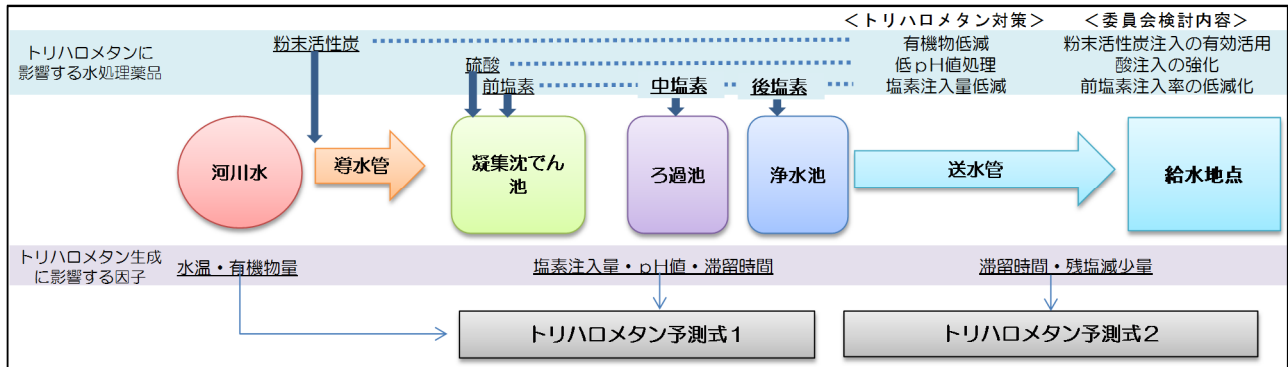 ＜トリハロメタン対策＞
＜委員会検討内容＞
トリハロメタンに
影響する水処理薬品
粉末活性炭
有機物低減
粉末活性炭注入の有効活用
硫酸
低ｐＨ値処理
酸注入の強化
前塩素
中塩素
後塩素
塩素注入量低減
前塩素注入率の低減化
河川水
導水管
凝集沈でん
池
ろ過池
浄水池
送水管
給水地点
トリハロメタン生成
に影響する因子
水温・有機物量
塩素注入量・ｐＨ値・滞留時間
滞留時間・残塩減少量
トリハロメタン予測式１
トリハロメタン予測式２